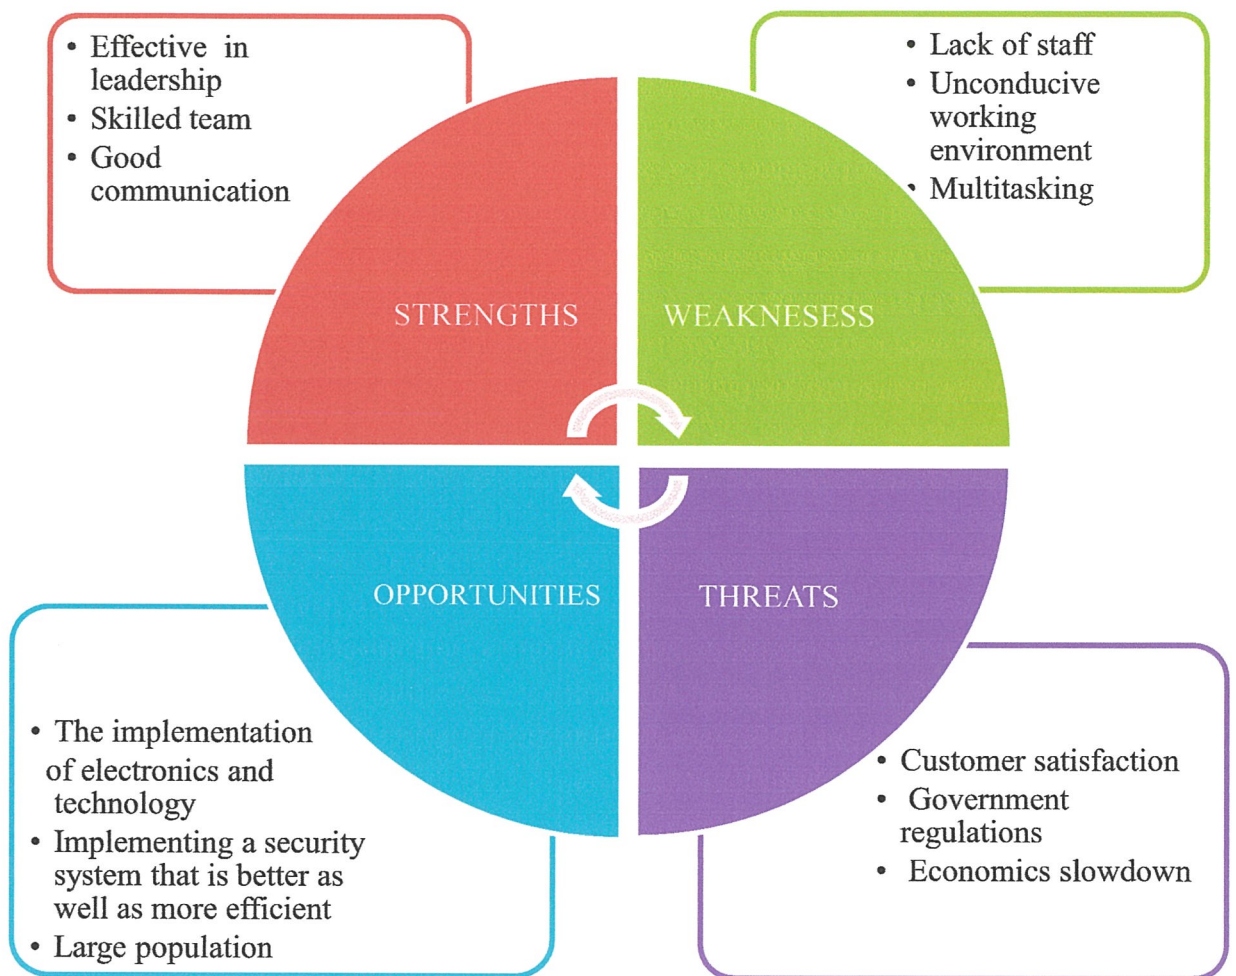 • Effective in
leadership
• Skilled team
• Good
communication
• Lack of staff
• Unconducive
working
environment
• Multitasking
STRENGTHS
WEAKNESESS
OPPORTUNITIES
THREATS
• The implementation
of electronics and
technology
• Implementing a security
system that is better as
well as more efficient
• Large population
• Customer satisfaction
• Government
regulations
• Economics slowdown